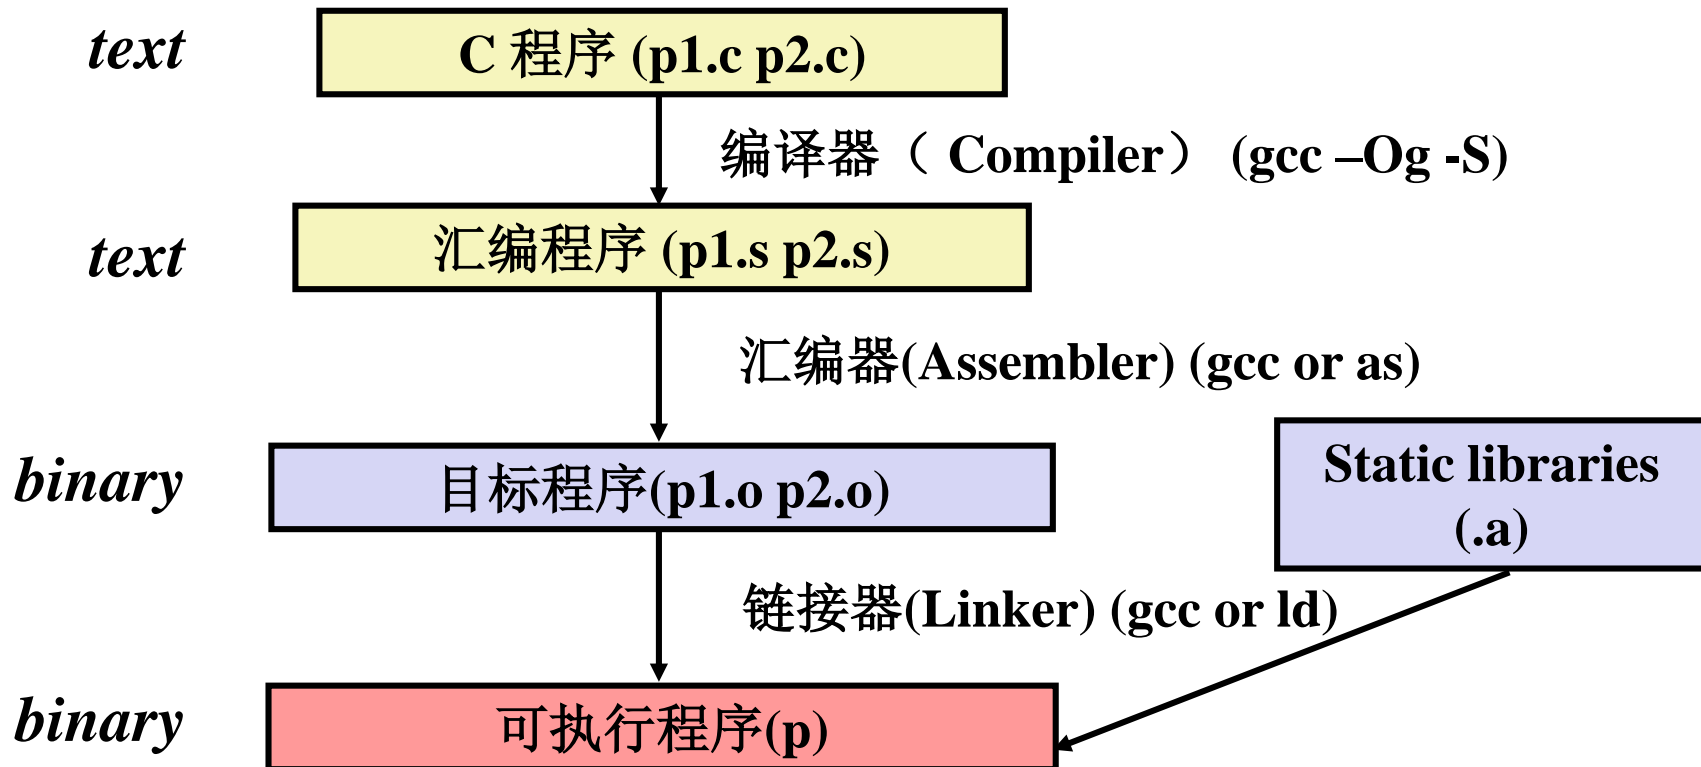 text
C 程序 (p1.c p2.c)
编译器（ Compiler） (gcc –Og -S)
text
汇编程序 (p1.s p2.s)
汇编器(Assembler) (gcc or as)
binary
目标程序(p1.o p2.o)
Static libraries
(.a)
链接器(Linker) (gcc or ld)
binary
可执行程序(p)